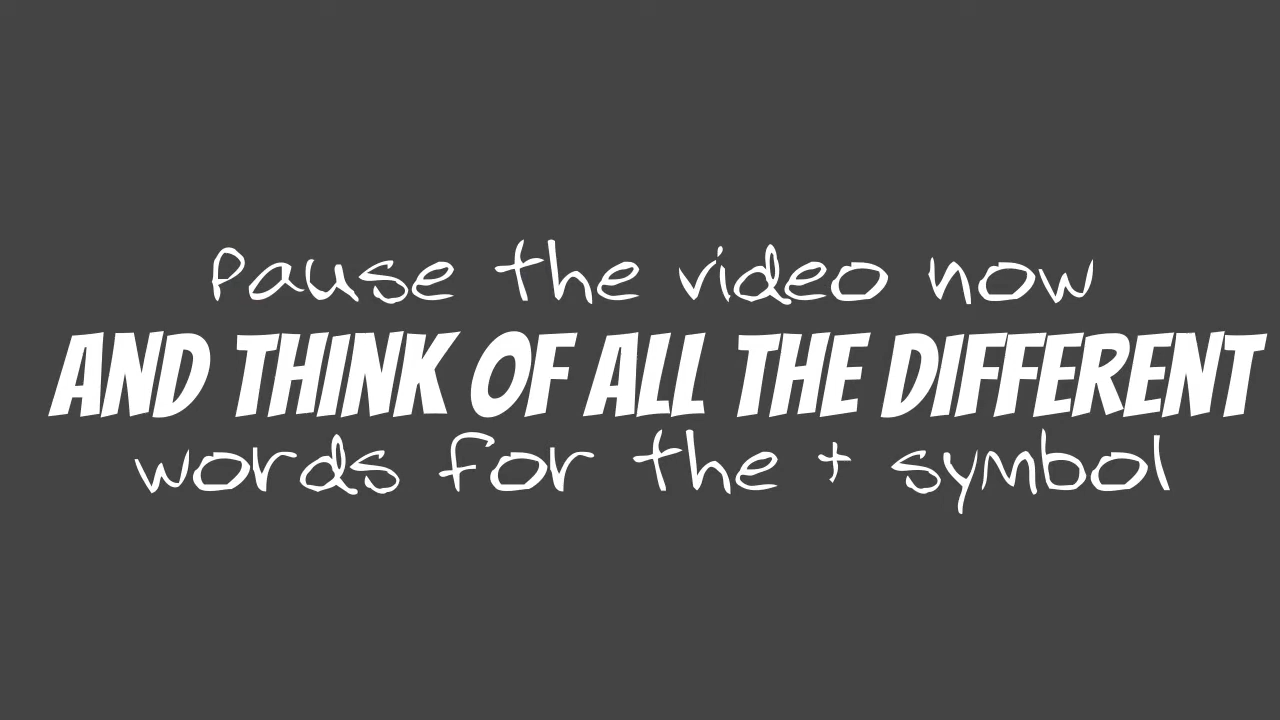 Pause the video now
AND THINK OF ALL THE DIFFERENT
words for the + symbol